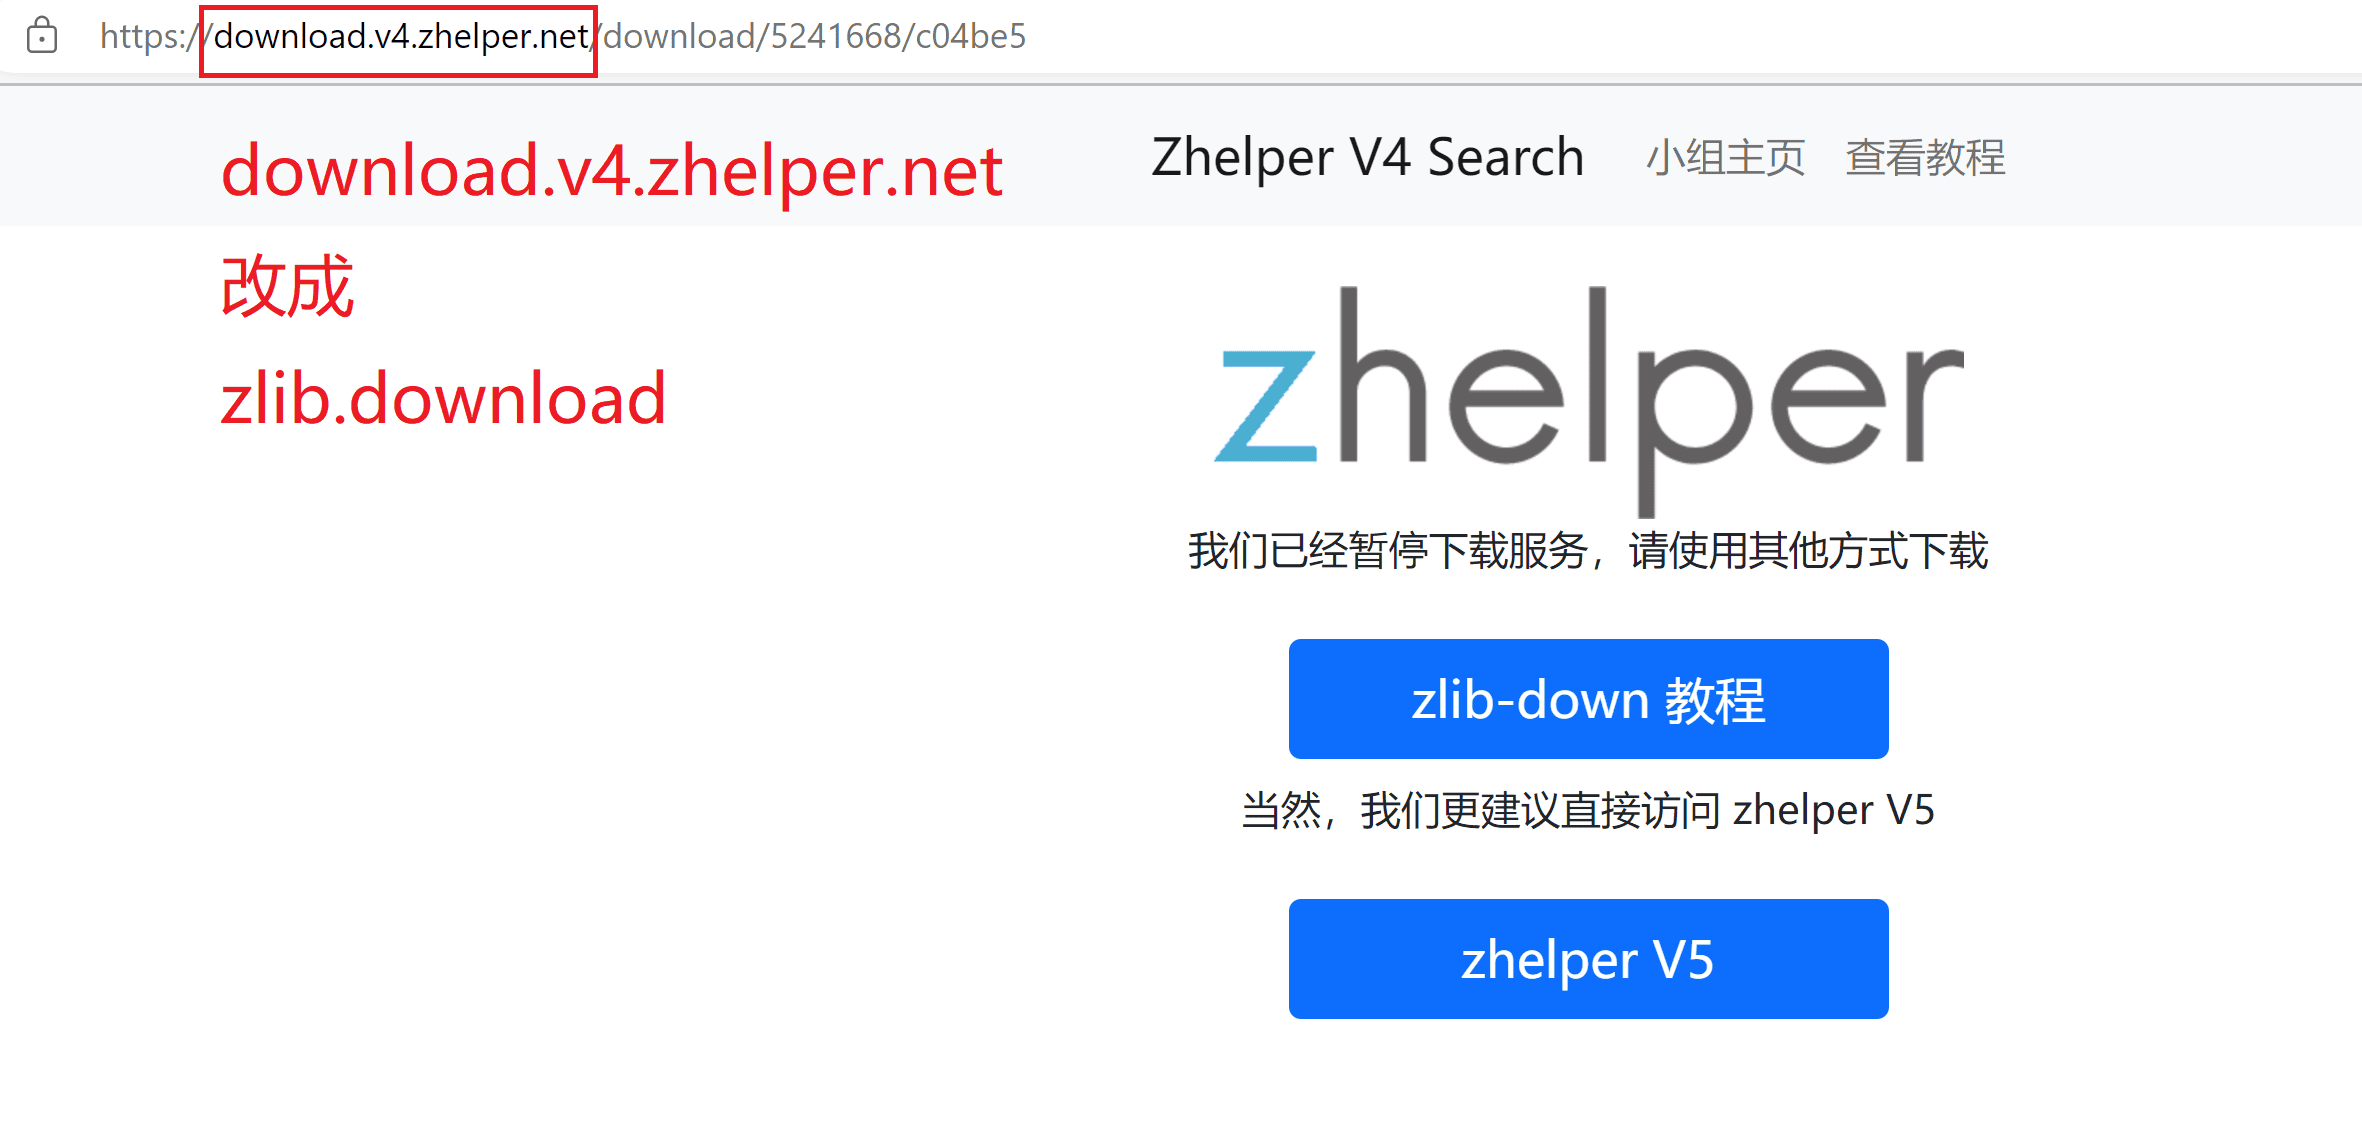 https://download.v4.zhelper.net/download/5241668/c04be5
download.v4.zhelper.net
改成
zlib.download
Zhelper V4 Search 小组主页 查看教程
zhelper
我们已经暂停下载服务，请使用其他方式下载
zlib-down 教程
当然，我们更建议直接访问 zhelper V5
zhelper V5